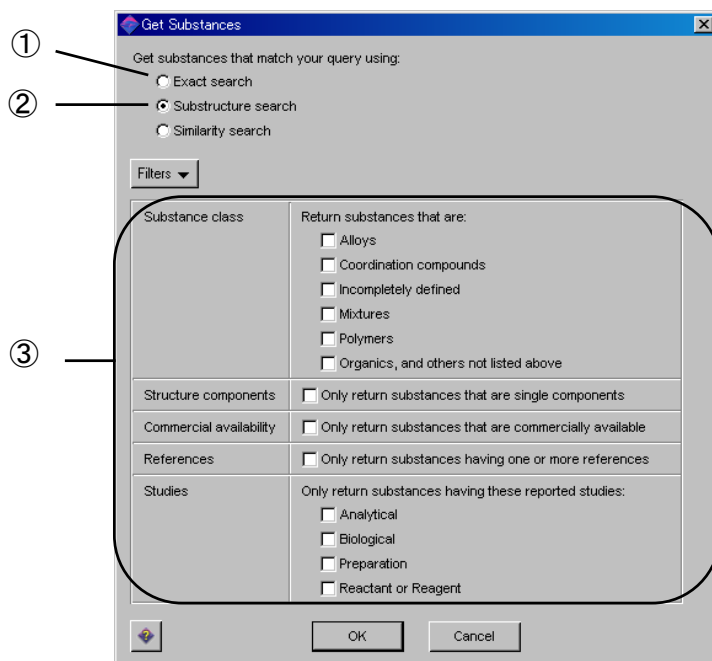 Get Substances
① Get substances that match your query using:
Exact search
② Substructure search
Similarity search
Filters
Substance class Return substances that are:
Alloys
Coordination compounds
Incompletely defined
Mixtures
③ Polymers
Organics, and others not listed above
Structure components Only return substances that are single components
Commercial availability Only return substances that are commercially available
References Only return substances having one or more references
Studies Only return substances having these reported studies:
Analytical
Biological
Preparation
Reactant or Reagent
? OK Cancel